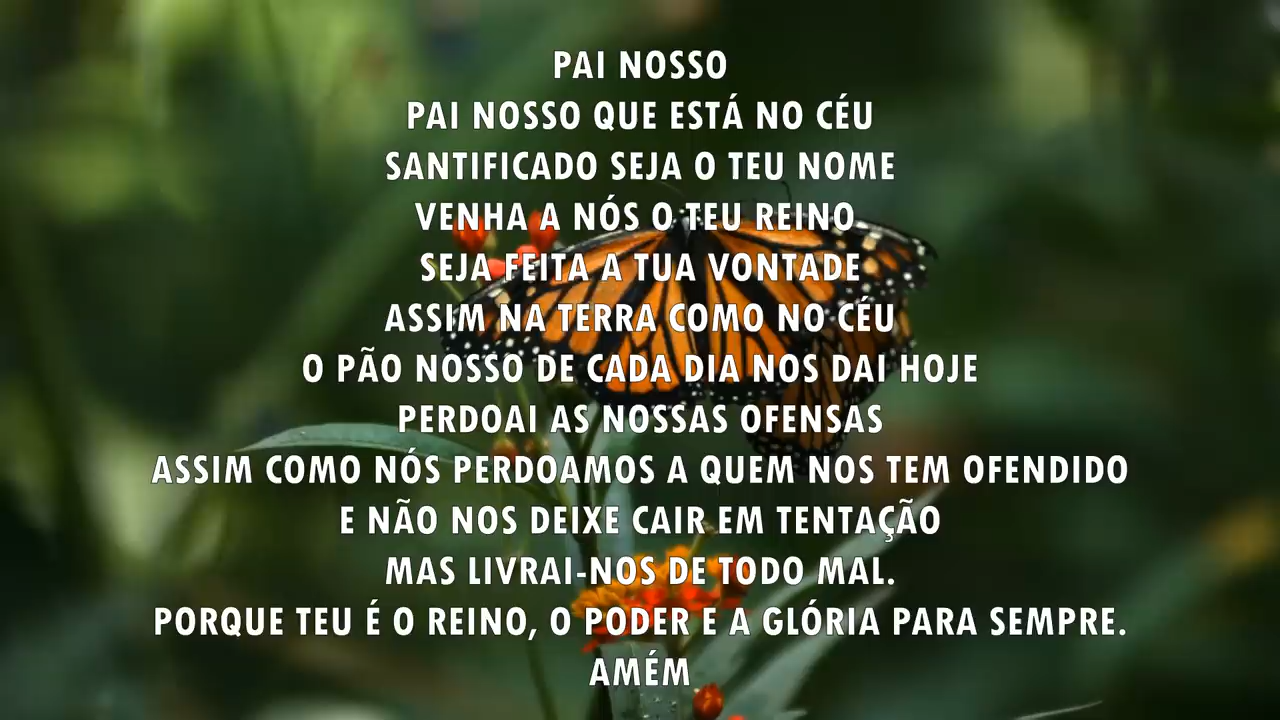 PAI NOSSO
PAI NOSSO QUE ESTÁ NO CÉU
SANTIFICADO SEJA O TEU NOME
VENHA A NÓS O TEU REINO
SEJA FEITA A TUA VONTADE
ASSIM NA TERRA COMO NO CÉU
O PÃO NOSSO DE CADA DIA NOS DAI HOJE
PERDOAI AS NOSSAS OFENSAS
ASSIM COMO NÓS PERDOAMOS A QUEM NOS TEM OFENDIDO
E NÃO NOS DEIXE CAIR EM TENTAÇÃO
MAS LIVRAI-NOS DE TODO MAL.
PORQUE TEU É O REINO, O PODER E A GLÓRIA PARA SEMPRE.
AMÉM